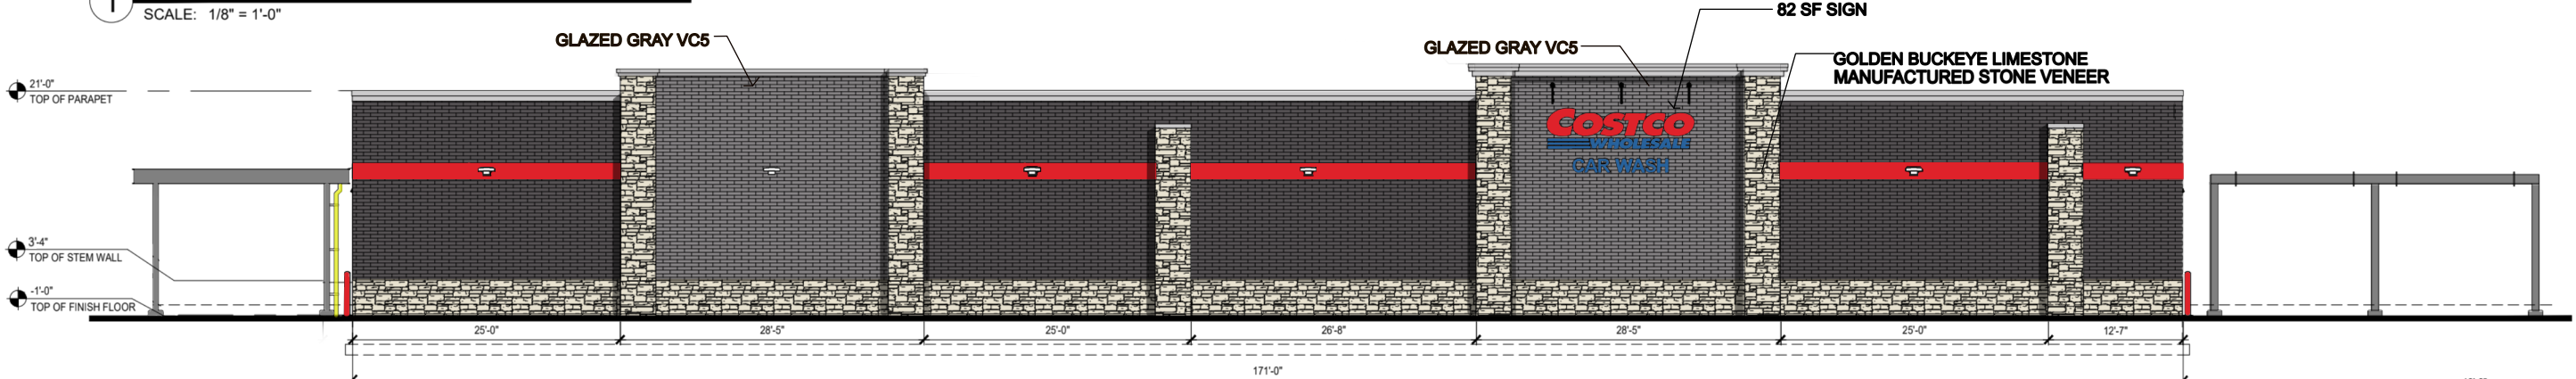 1
SCALE: 1/8" = 1'-0"
82 SF SIGN
GLAZED GRAY VC5
GLAZED GRAY VC5
GOLDEN BUCKEYE LIMESTONE
MANUFACTURED STONE VENEER
21'-0"
TOP OF PARAPET
COSTCO
WHOLESALE
CAR WASH
3'-4"
TOP OF STEM WALL
-1'-0"
TOP OF FINISH FLOOR
25'-0"
28'-5"
25'-0"
26'-8"
28'-5"
25'-0"
12'-7"
171'-0"